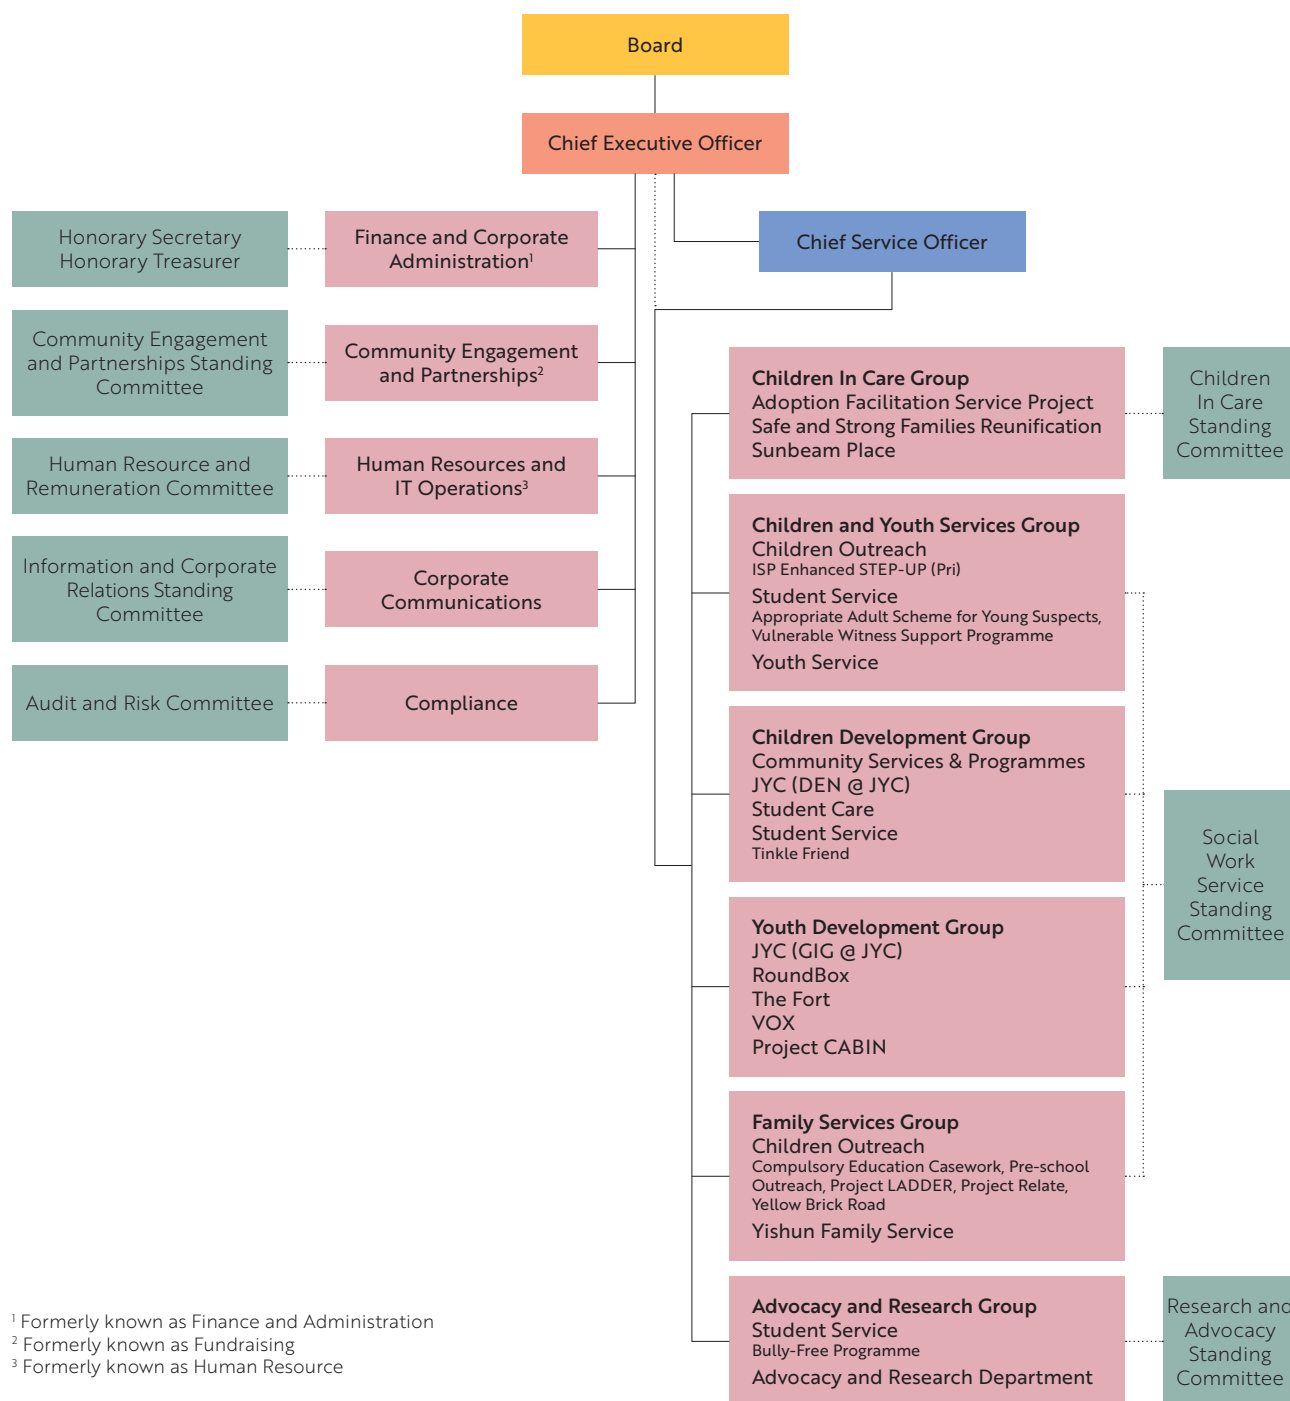 Board
Chief Executive Officer
Chief Service Officer
Honorary Secretary
Honorary Treasurer
Finance and Corporate
Administration¹
Community Engagement
and Partnerships Standing
Committee
Community Engagement
and Partnerships²
Human Resource and
Remuneration Committee
Human Resources and
IT Operations³
Information and Corporate
Relations Standing
Committee
Corporate
Communications
Audit and Risk Committee
Compliance
Children In Care Group
Adoption Facilitation Service Project
Safe and Strong Families Reunification
Sunbeam Place
Children
In Care
Standing
Committee
Children and Youth Services Group
Children Outreach
ISP Enhanced STEP-UP (Pri)
Student Service
Appropriate Adult Scheme for Young Suspects,
Vulnerable Witness Support Programme
Youth Service
Children Development Group
Community Services & Programmes
JYC (DEN @ JYC)
Student Care
Student Service
Tinkle Friend
Youth Development Group
JYC (GIG @ JYC)
RoundBox
The Fort
VOX
Project CABIN
Family Services Group
Children Outreach
Compulsory Education Casework, Pre-school
Outreach, Project LADDER, Project Relate,
Yellow Brick Road
Yishun Family Service
Social
Work
Service
Standing
Committee
Advocacy and Research Group
Student Service
Bully-Free Programme
Advocacy and Research Department
Research and
Advocacy
Standing
Committee
¹ Formerly known as Finance and Administration
² Formerly known as Fundraising
³ Formerly known as Human Resource